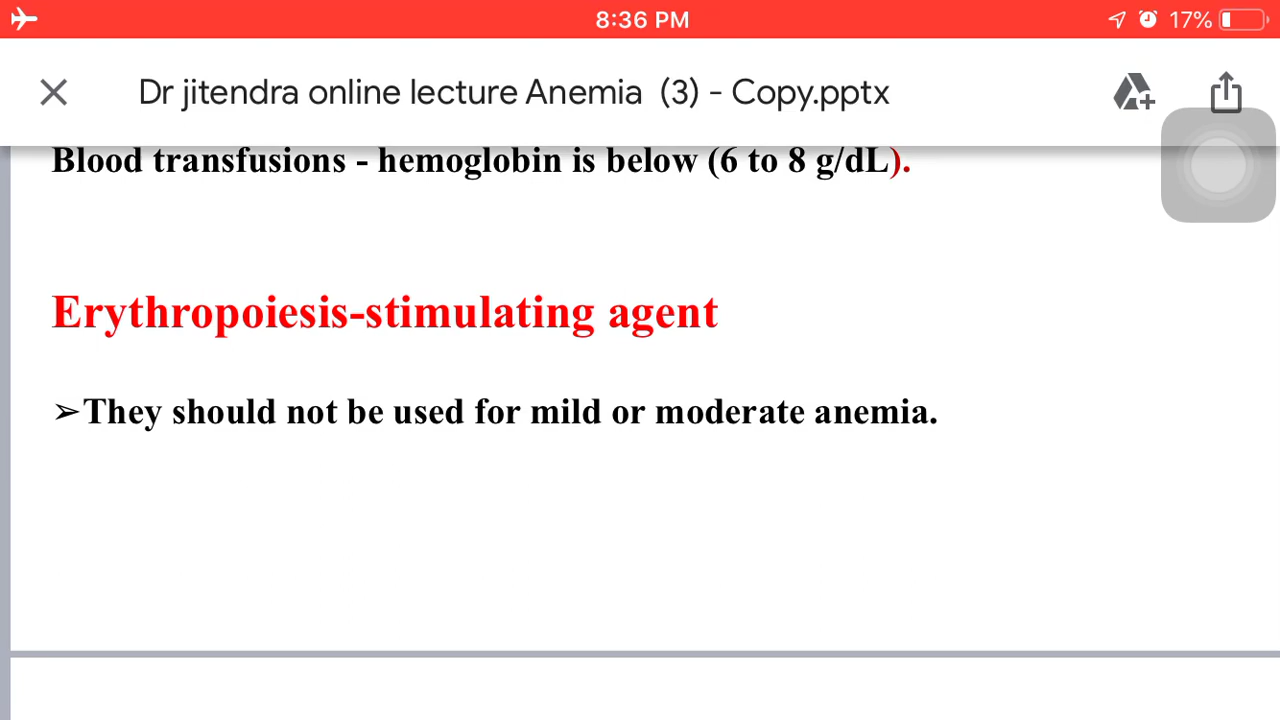 8:36 PM
17%
Dr jitendra online lecture Anemia (3) - Copy.pptx
Blood transfusions - hemoglobin is below (6 to 8 g/dL).
Erythropoiesis-stimulating agent
➢They should not be used for mild or moderate anemia.